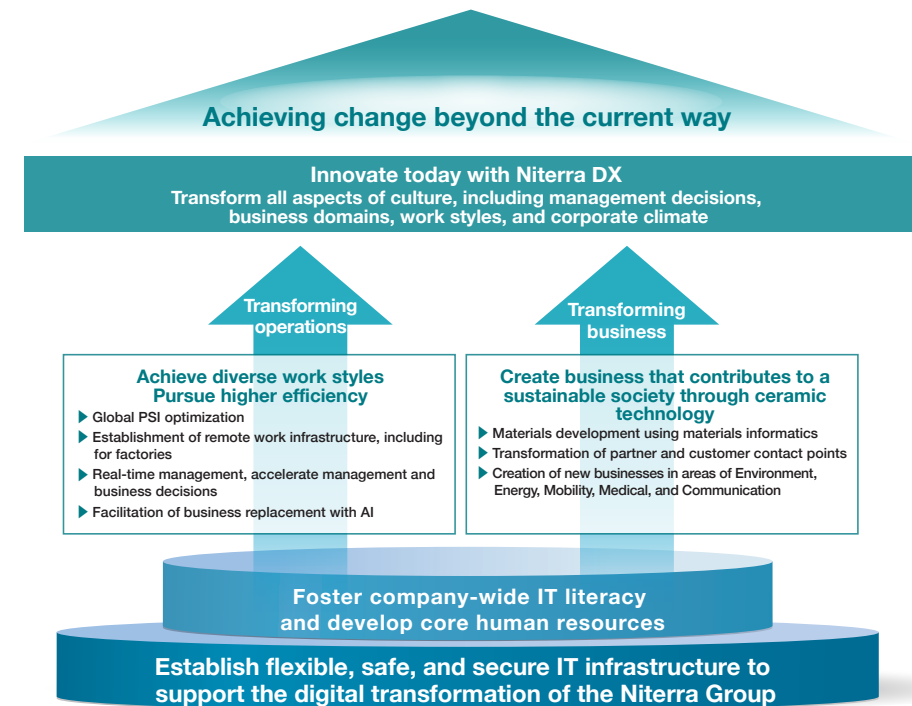 Achieving change beyond the current way
Innovate today with Niterra DX
Transform all aspects of culture, including management decisions,
business domains, work styles, and corporate climate
Transforming
operations
Transforming
business
Achieve diverse work styles
Pursue higher efficiency
Global PSI optimization
Establishment of remote work infrastructure, including
for factories
Real-time management, accelerate management and
business decisions
Facilitation of business replacement with AI
Create business that contributes to a
sustainable society through ceramic
technology
Materials development using materials informatics
Transformation of partner and customer contact points
Creation of new businesses in areas of Environment,
Energy, Mobility, Medical, and Communication
Foster company-wide IT literacy
and develop core human resources
Establish flexible, safe, and secure IT infrastructure to
support the digital transformation of the Niterra Group